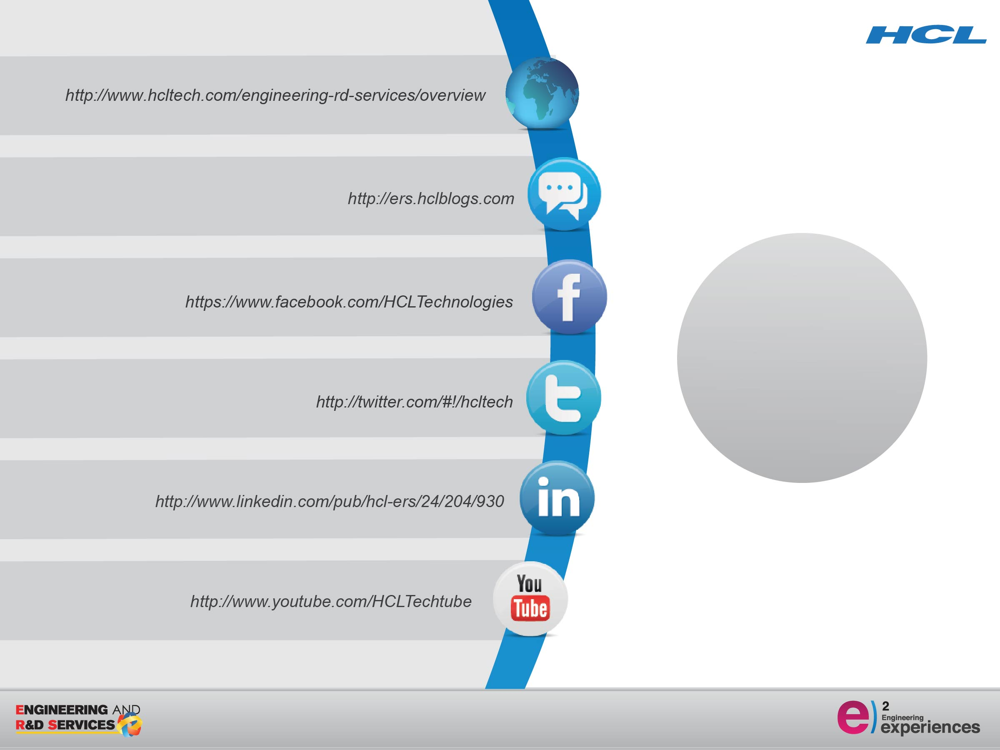 HCL
http://www.hcltech.com/engineering-rd-services/overview
http://ers.hclblogs.com
https://www.facebook.com/HCLTechnologies
f
http://twitter.com/#!/hcltech
t
http://www.linkedin.com/pub/hcl-ers/24/204/930
in
http://www.youtube.com/HCLTechtube
You
Tube
ENGINEERING AND
R&D SERVICES
e) 2
Engineering
experiences